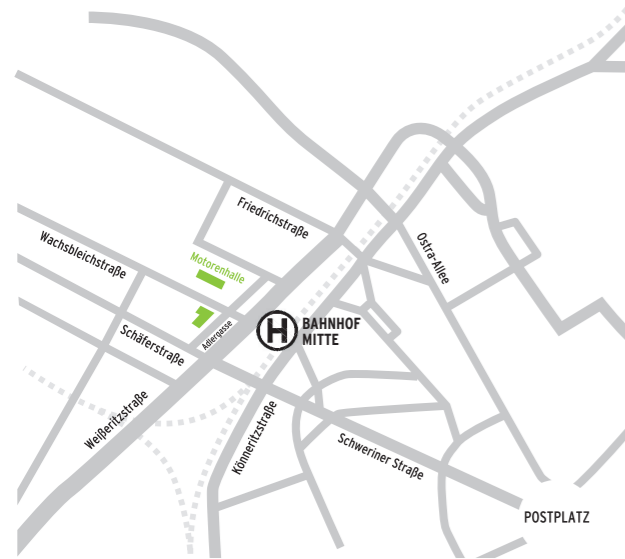 Friedrichstraße
Ostra-Allee
Wachsbleichstraße
Motorenhalle
H
BAHNHOF
MITTE
Adlergasse
Schäferstraße
Weißeritzstraße
Könneritzstraße
Schweriner Straße
POSTPLATZ